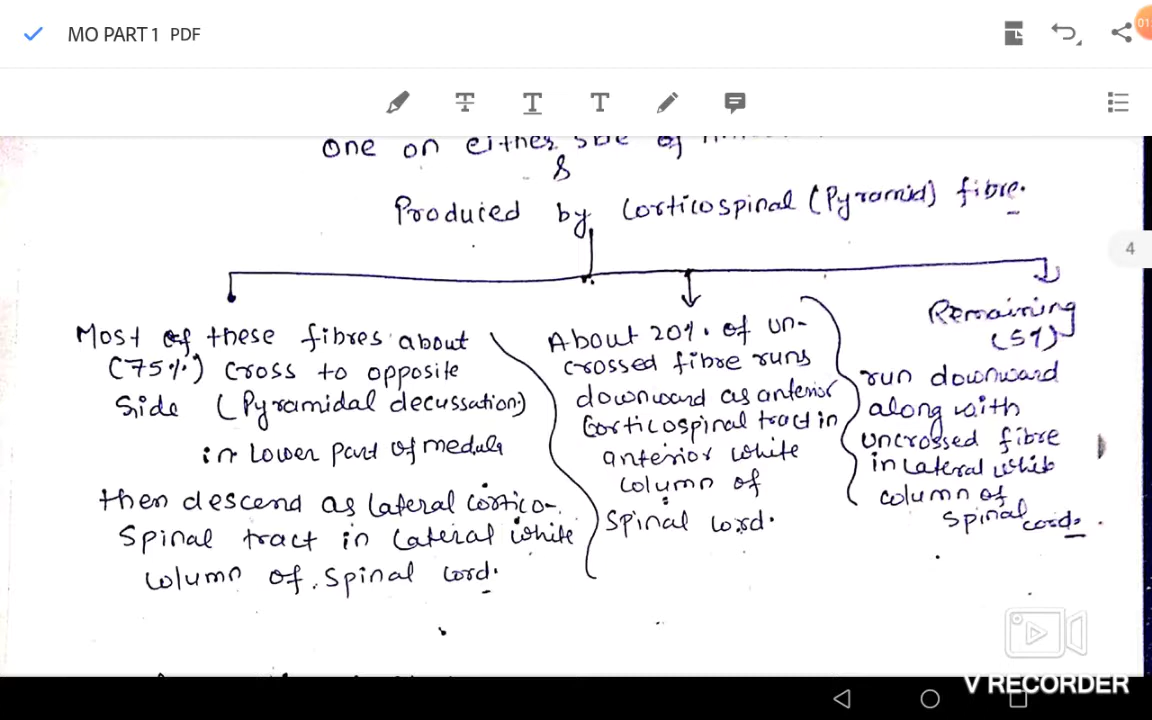 MO PART 1 PDF
01:
one on either side of
&
Produced by Corticospinal (Pyramid) fibre.
4
Most of these fibres about
(75%) cross to opposite
Side (Pyramidal decussation)
in Lower part of medula
then descend as lateral cortico-
Spinal tract in Lateral white
column of Spinal cord.
About 20% of un-
crossed fibre runs
downward as anterior
Corticospinal tract in
anterior white
column of
Spinal cord.
Remaining
(5%)
run downward
along with
uncrossed fibre
in Lateral white
column of
spinal cord.
V RECORDER